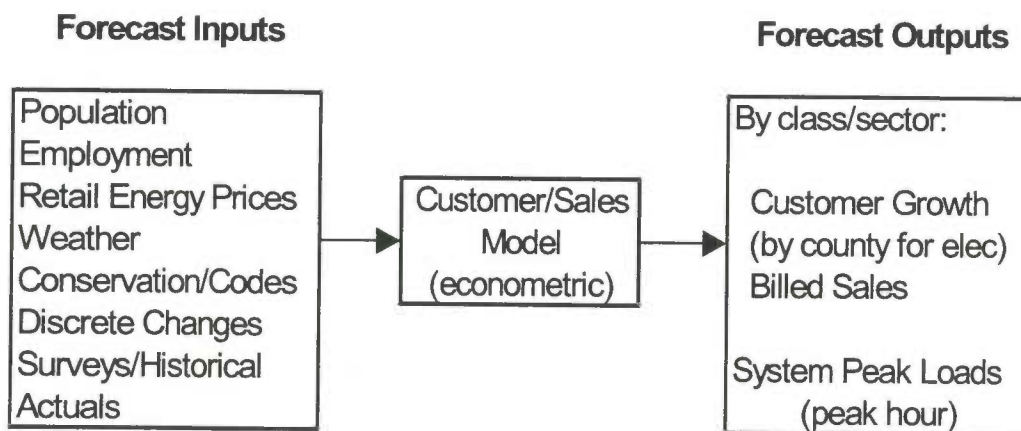 Forecast Inputs
Population
Employment
Retail Energy Prices
Weather
Conservation/Codes
Discrete Changes
Surveys/Historical
Actuals
Customer/Sales
Model
(econometric)
Forecast Outputs
By class/sector:
Customer Growth
(by county for elec)
Billed Sales
System Peak Loads
(peak hour)